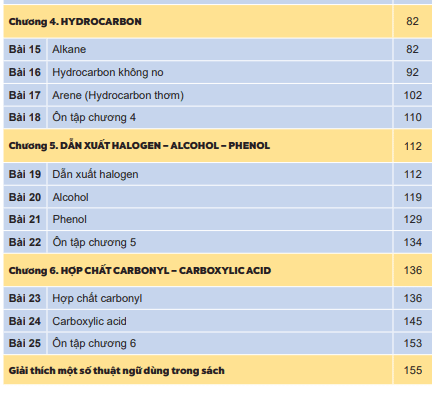 Chương 4. HYDROCARBON 82
Bài 15 Alkane 82
Bài 16 Hydrocarbon không no 92
Bài 17 Arene (Hydrocarbon thơm) 102
Bài 18 Ôn tập chương 4 110
Chương 5. DẪN XUẤT HALOGEN – ALCOHOL – PHENOL 112
Bài 19 Dẫn xuất halogen 112
Bài 20 Alcohol 119
Bài 21 Phenol 129
Bài 22 Ôn tập chương 5 134
Chương 6. HỢP CHẤT CARBONYL – CARBOXYLIC ACID 136
Bài 23 Hợp chất carbonyl 136
Bài 24 Carboxylic acid 145
Bài 25 Ôn tập chương 6 153
Giải thích một số thuật ngữ dùng trong sách 155